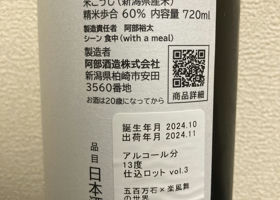 米こうじ(新潟県産米)
精米歩合 60% 内容量 720ml
製造責任者 阿部裕太
シーン 食中(with a meal)
製造者
阿部酒造株式会社
新潟県柏崎市安田
3560番地
お酒は20歳になってから
商品詳細
誕生年月 2024.10
出荷年月 2024.11
アルコール分
13度
仕込ロット vol.3
五百万石×楽風舞
の世界
品目 日本酒